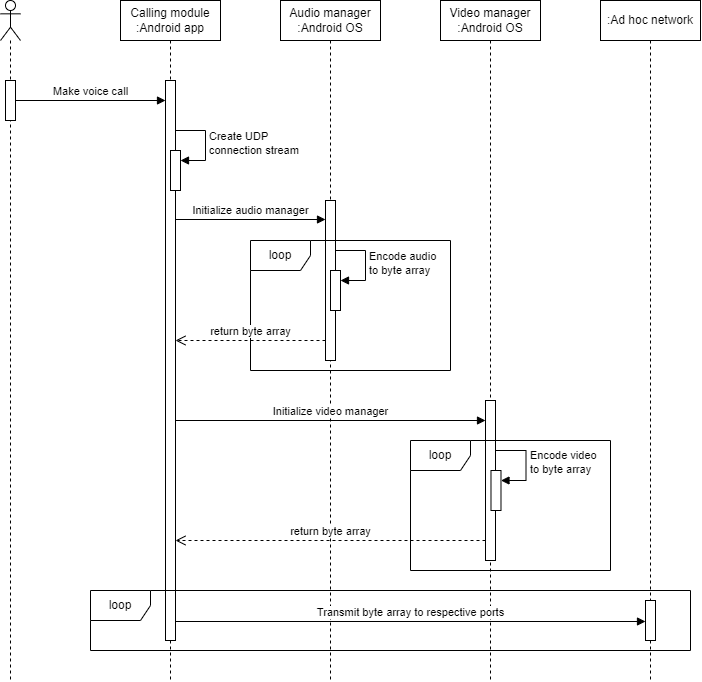 Calling module
:Android app
Audio manager
:Android OS
Video manager
:Android OS
:Ad hoc network
Make voice call
Create UDP
connection stream
Initialize audio manager
loop
Encode audio
to byte array
return byte array
Initialize video manager
loop
Encode video
to byte array
return byte array
loop
Transmit byte array to respective ports